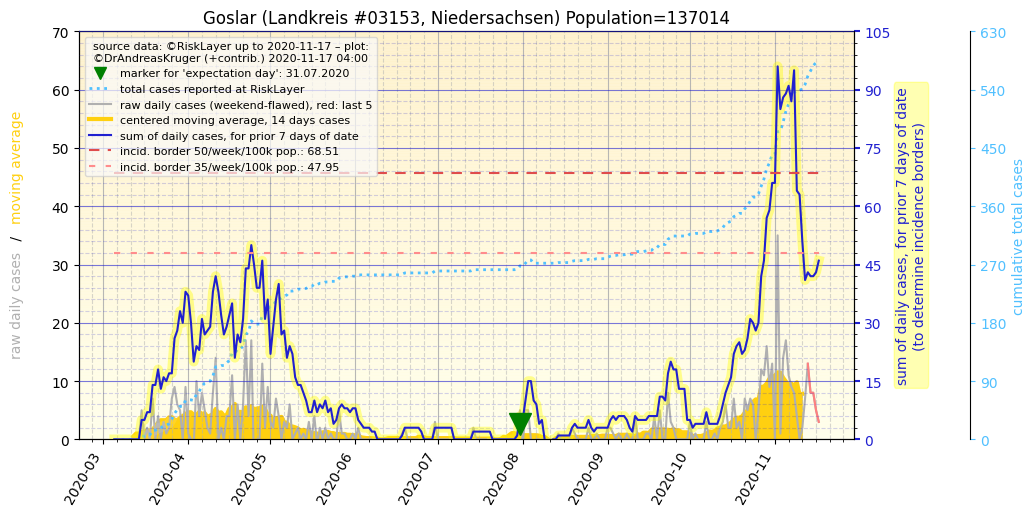 Goslar (Landkreis #03153, Niedersachsen) Population=137014
source data: ©RiskLayer up to 2020-11-17 – plot:
©DrAndreasKruger (+contrib.) 2020-11-17 04:00
marker for 'expectation day': 31.07.2020
total cases reported at RiskLayer
raw daily cases (weekend-flawed), red: last 5
centered moving average, 14 days cases
sum of daily cases, for prior 7 days of date
incid. border 50/week/100k pop.: 68.51
incid. border 35/week/100k pop.: 47.95
raw daily cases / moving average
70
60
50
40
30
20
10
0
2020-03
2020-04
2020-05
2020-06
2020-07
2020-08
2020-09
2020-10
2020-11
105
90
75
60
45
30
15
0
sum of daily cases, for prior 7 days of date
(to determine incidence borders)
630
540
450
360
270
180
90
0
cumulative total cases